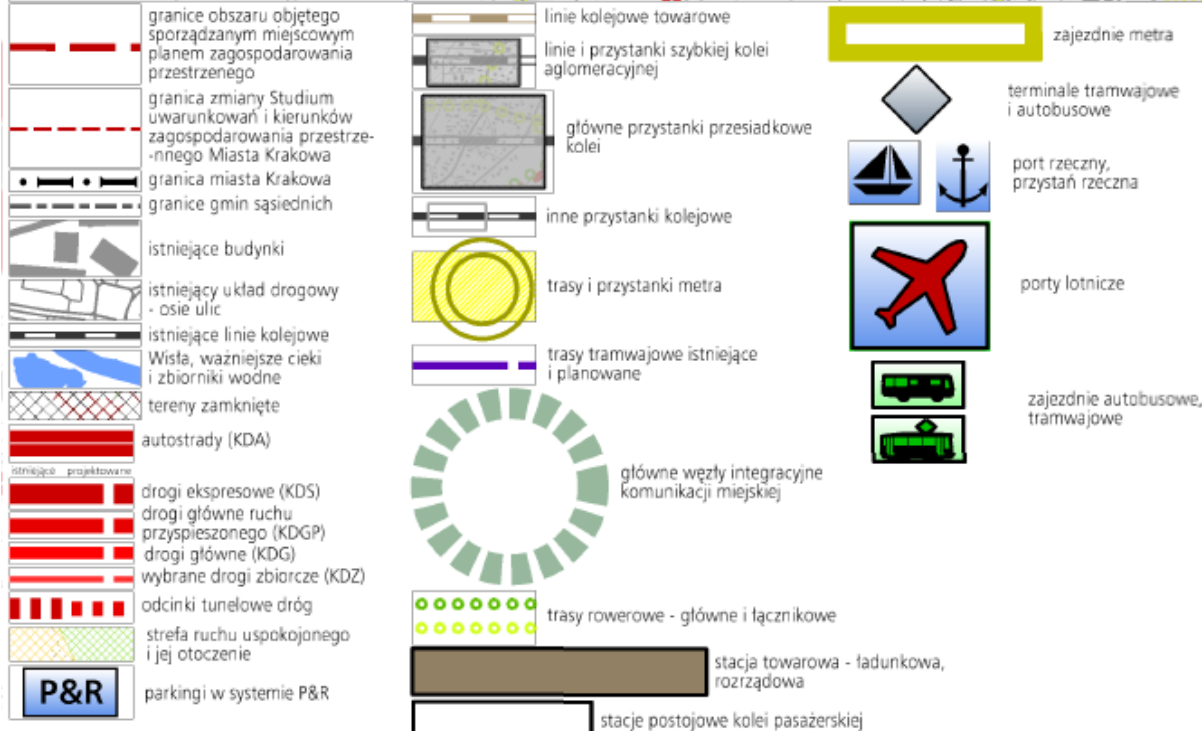 granice obszaru objętego
sporządzanym miejscowym
planem zagospodarowania
przestrzenego
granica zmiany Studium
uwarunkowań i kierunków
zagospodarowania przestrze-
-nnego Miasta Krakowa
granica miasta Krakowa
granice gmin sąsiednich
istniejące budynki
istniejący układ drogowy
- osie ulic
istniejące linie kolejowe
Wisła, ważniejsze cieki
i zbiorniki wodne
tereny zamknięte
autostrady (KDA)
istniejące projektowane
drogi ekspresowe (KDS)
drogi główne ruchu
przyspieszonego (KDGP)
drogi główne (KDG)
wybrane drogi zbiorcze (KDZ)
odcinki tunelowe dróg
strefa ruchu uspokojonego
i jej otoczenie
P&R
parkingi w systemie P&R
linie kolejowe towarowe
linie i przystanki szybkiej kolei
aglomeracyjnej
główne przystanki przesiadkowe
kolei
inne przystanki kolejowe
trasy i przystanki metra
trasy tramwajowe istniejące
i planowane
główne węzły integracyjne
komunikacji miejskiej
trasy rowerowe - główne i łącznikowe
stacja towarowa - ładunkowa,
rozrządowa
stacje postojowe kolei pasażerskiej
zajezdnie metra
terminale tramwajowe
i autobusowe
port rzeczny,
przystań rzeczna
porty lotnicze
zajezdnie autobusowe,
tramwajowe